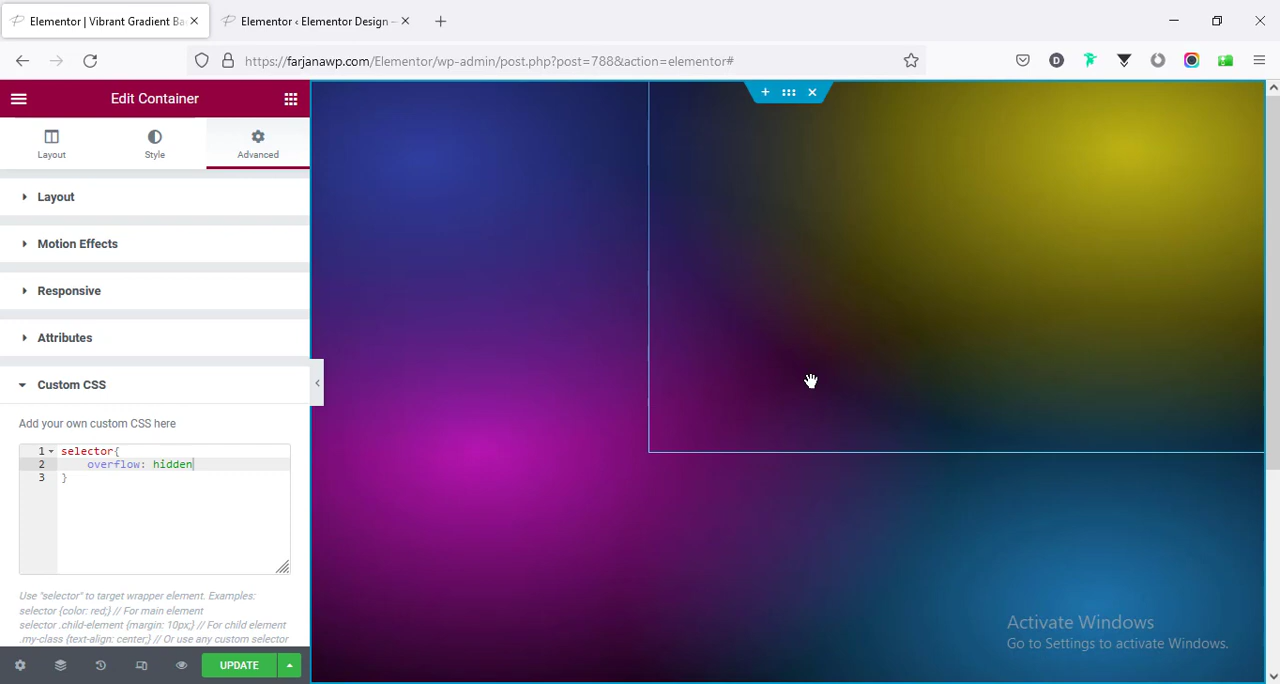 Elementor | Vibrant Gradient Ba
Elementor ‹ Elementor Design –
https://farjanawp.com/Elementor/wp-admin/post.php?post=788&action=elementor#
Edit Container
Layout
Style
Advanced
Layout
Motion Effects
Responsive
Attributes
Custom CSS
Add your own custom CSS here
1 selector{
2 overflow: hidden
3 }
Use "selector" to target wrapper element. Examples:
selector {color: red;} // For main element
selector .child-element {margin: 10px;} // For child element
.my-class {text-align: center;} // Or use any custom selector
UPDATE
Activate Windows
Go to Settings to activate Windows.